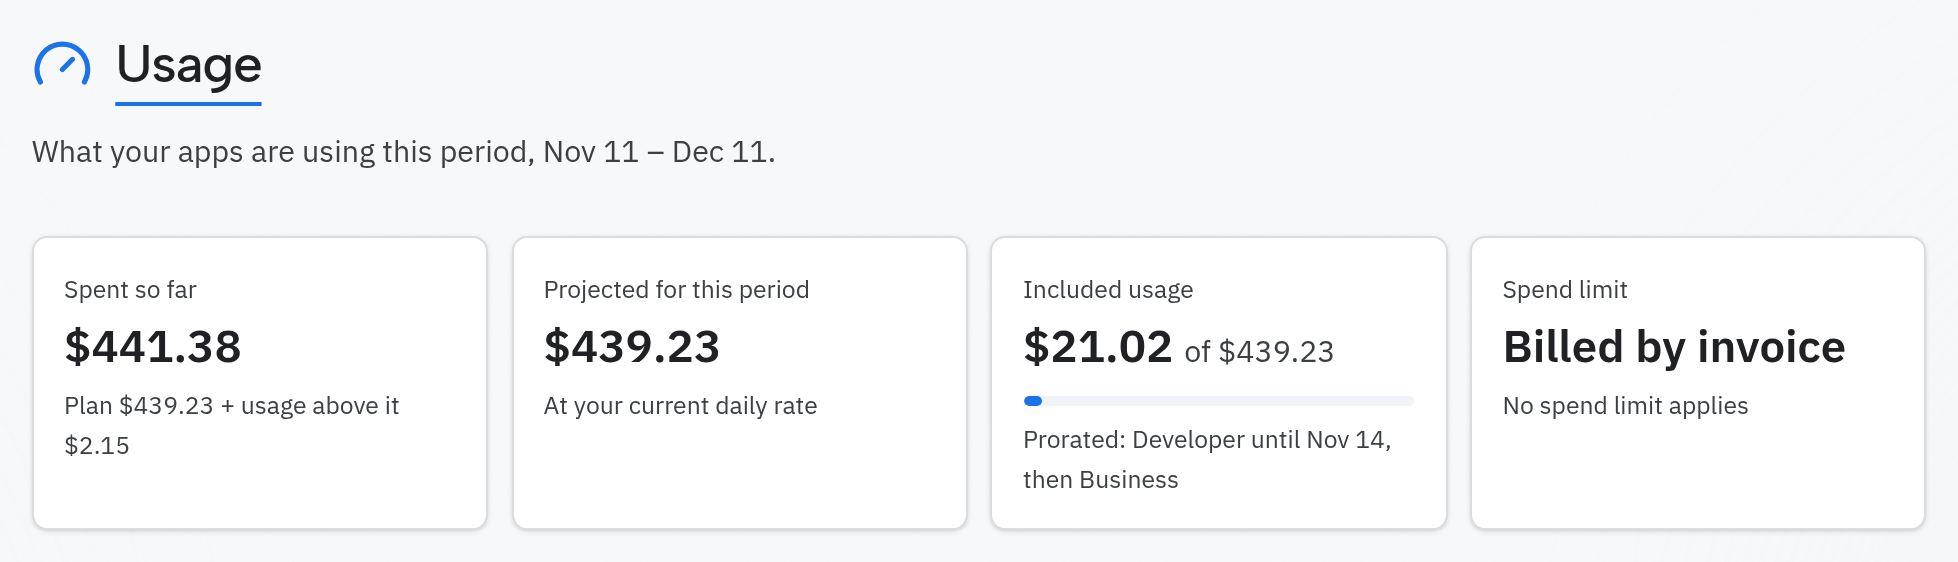 Usage
What your apps are using this period, Nov 11 – Dec 11.
Spent so far
$441.38
Plan $439.23 + usage above it
$2.15
Projected for this period
$439.23
At your current daily rate
Included usage
$21.02 of $439.23
Prorated: Developer until Nov 14,
then Business
Spend limit
Billed by invoice
No spend limit applies